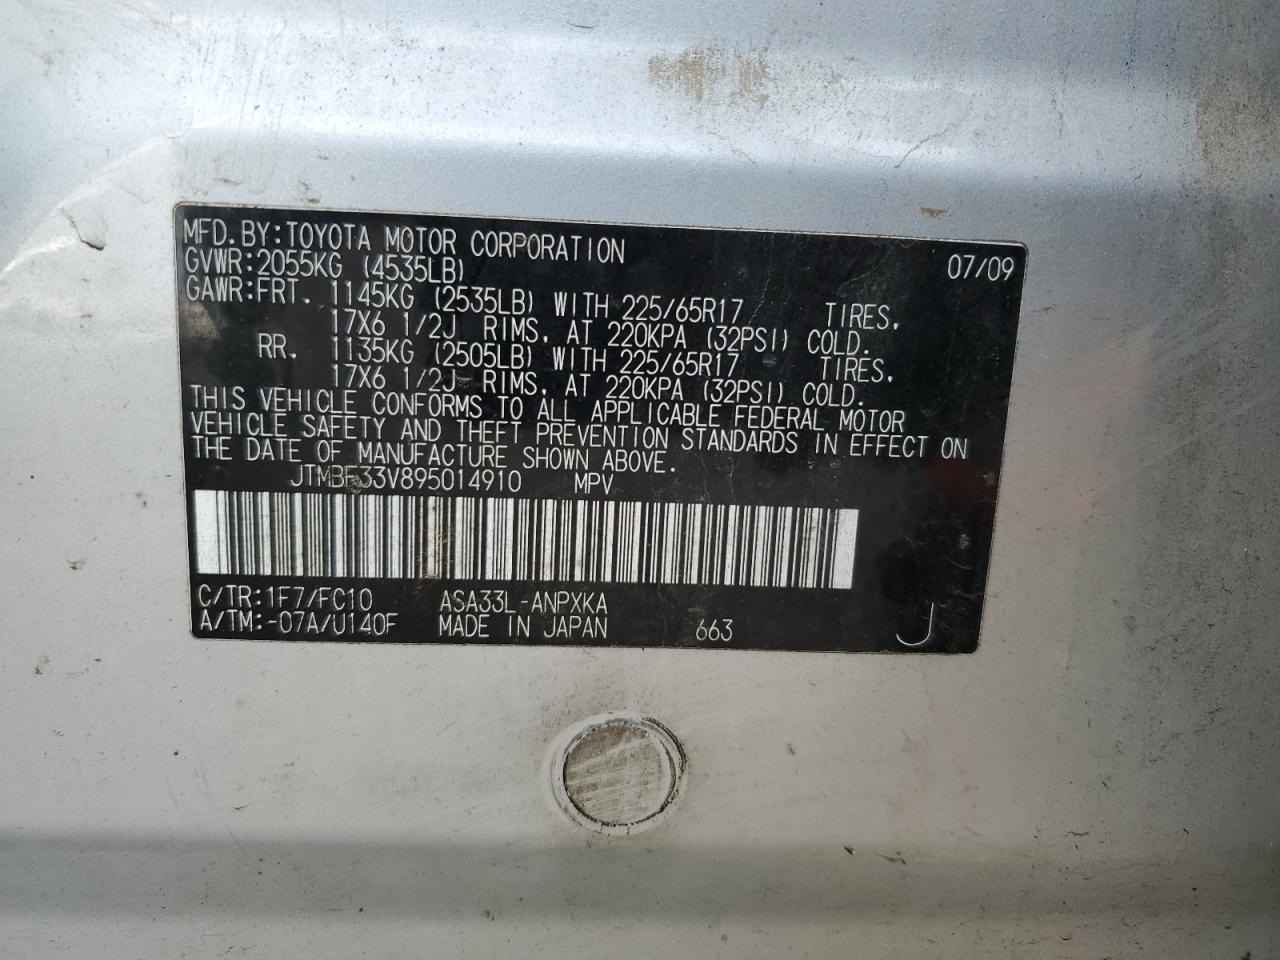 MFD.BY:TOYOTA MOTOR CORPORATION 07/09
GVWR:2055KG (4535LB)
GAWR:FRT. 1145KG (2535LB) WITH 225/65R17 TIRES,
17X6 1/2J RIMS, AT 220KPA (32PSI) COLD.
RR. 1135KG (2505LB) WITH 225/65R17 TIRES,
17X6 1/2J RIMS, AT 220KPA (32PSI) COLD.
THIS VEHICLE CONFORMS TO ALL APPLICABLE FEDERAL MOTOR
VEHICLE SAFETY AND THEFT PREVENTION STANDARDS IN EFFECT ON
THE DATE OF MANUFACTURE SHOWN ABOVE.
JTMBF33V895014910 MPV
C/TR:1F7/FC10 ASA33L-ANPXKA
A/TM:-07A/U140F MADE IN JAPAN 663 J